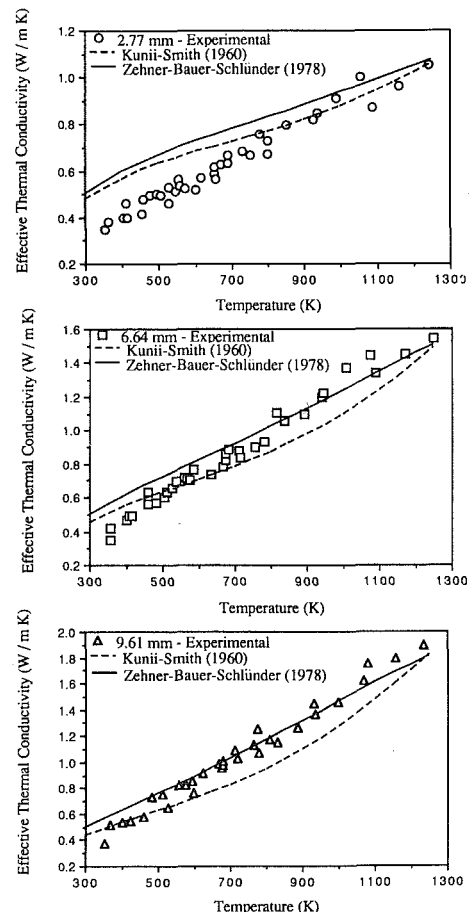 2.77 mm - Experimental
Kunii-Smith (1960)
Zehner-Bauer-Schlünder (1978)
Effective Thermal Conductivity (W / m K)
1.2
1.0
0.8
0.6
0.4
0.2
300 500 700 900 1100 1300
Temperature (K)
6.64 mm - Experimental
Kunii-Smith (1960)
Zehner-Bauer-Schlünder (1978)
Effective Thermal Conductivity (W / m K)
1.6
1.4
1.2
1.0
0.8
0.6
0.4
0.2
300 500 700 900 1100 1300
Temperature (K)
9.61 mm - Experimental
Kunii-Smith (1960)
Zehner-Bauer-Schlünder (1978)
Effective Thermal Conductivity (W / m K)
2.0
1.8
1.6
1.4
1.2
1.0
0.8
0.6
0.4
0.2
300 500 700 900 1100 1300
Temperature (K)